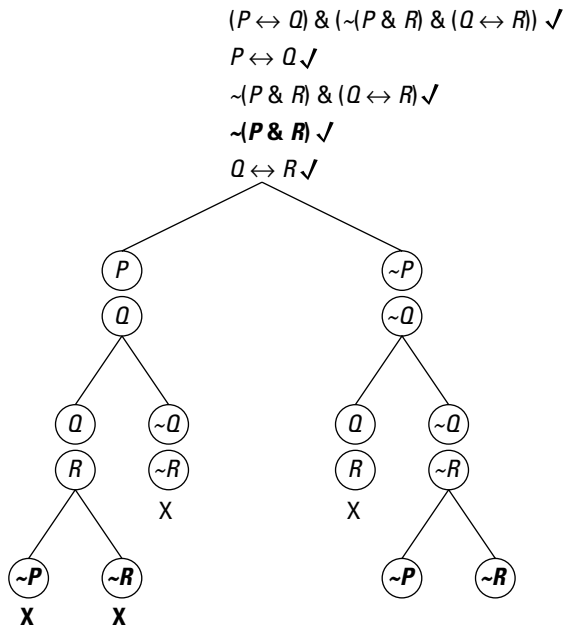 (P ↔ Q) & (~(P & R) & (Q ↔ R)) ✓
P ↔ Q ✓
~(P & R) & (Q ↔ R) ✓
~(P & R) ✓
Q ↔ R ✓
P ~P
Q ~Q
Q ~Q Q ~Q
R ~R R ~R
X X
~P ~R ~P ~R
X X